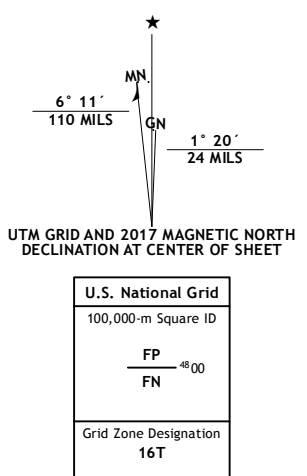 ★
MN.
GN
6° 11´
110 MILS
1° 20´
24 MILS
UTM GRID AND 2017 MAGNETIC NORTH
DECLINATION AT CENTER OF SHEET
U.S. National Grid
100,000-m Square ID
FP
4800
FN
Grid Zone Designation
16T